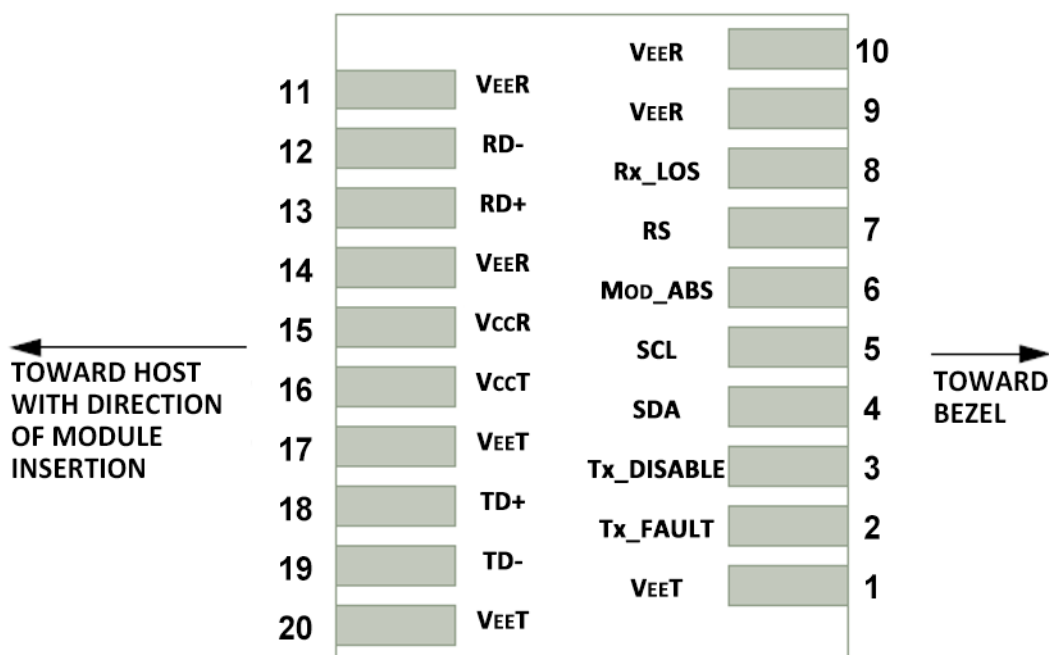 11 VEER
12 RD-
13 RD+
14 VEER
15 VCCR
16 VCCT
17 VEET
18 TD+
19 TD-
20 VEET
VEER 10
VEER 9
Rx_LOS 8
RS 7
MOD_ABS 6
SCL 5
SDA 4
Tx_DISABLE 3
Tx_FAULT 2
VEET 1
TOWARD HOST
WITH DIRECTION
OF MODULE
INSERTION
TOWARD
BEZEL